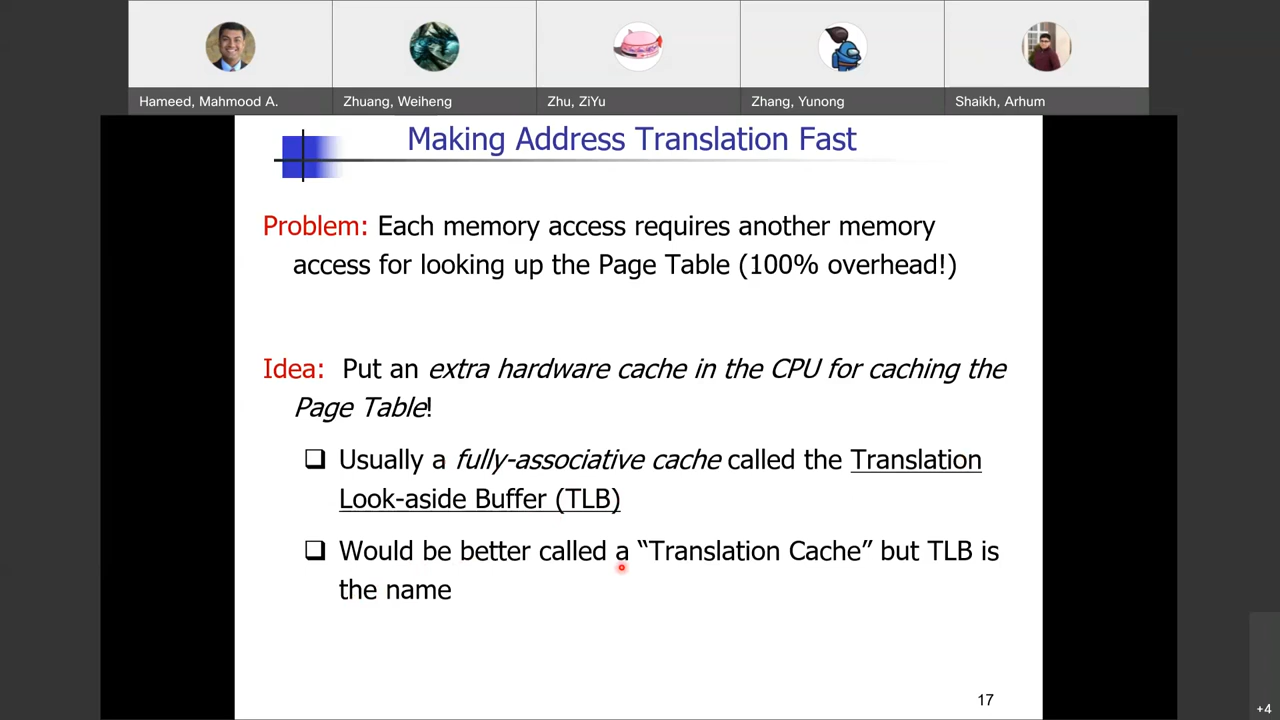 Hameed, Mahmood A.
Zhuang, Weiheng
Zhu, ZiYu
Zhang, Yunong
Shaikh, Arhum
Making Address Translation Fast
Problem: Each memory access requires another memory
access for looking up the Page Table (100% overhead!)
Idea: Put an extra hardware cache in the CPU for caching the
Page Table!
❑ Usually a fully-associative cache called the Translation
Look-aside Buffer (TLB)
❑ Would be better called a “Translation Cache” but TLB is
the name
17
+4